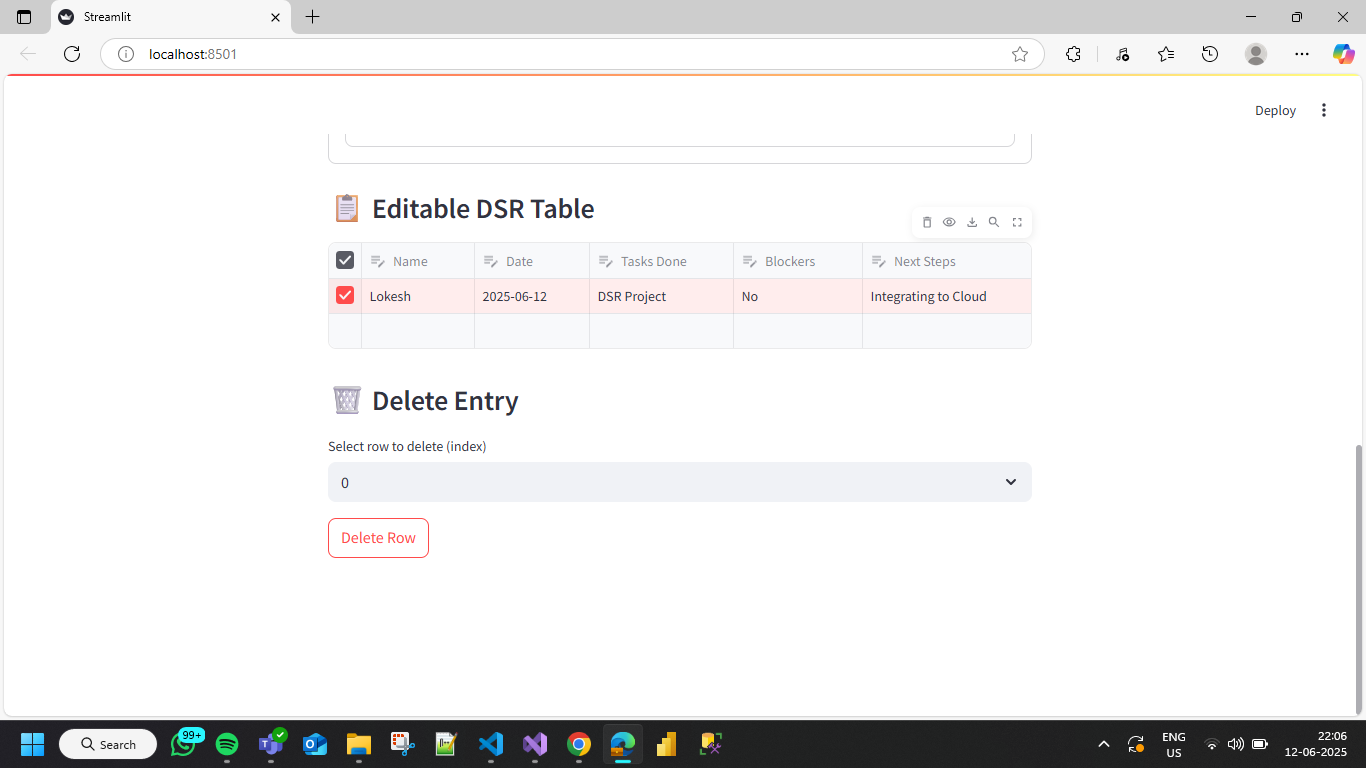 Streamlit
localhost:8501
Deploy
Editable DSR Table
Name Date Tasks Done Blockers Next Steps
Lokesh 2025-06-12 DSR Project No Integrating to Cloud
Delete Entry
Select row to delete (index)
0
Delete Row
Search
99+
ENG
US
22:06
12-06-2025